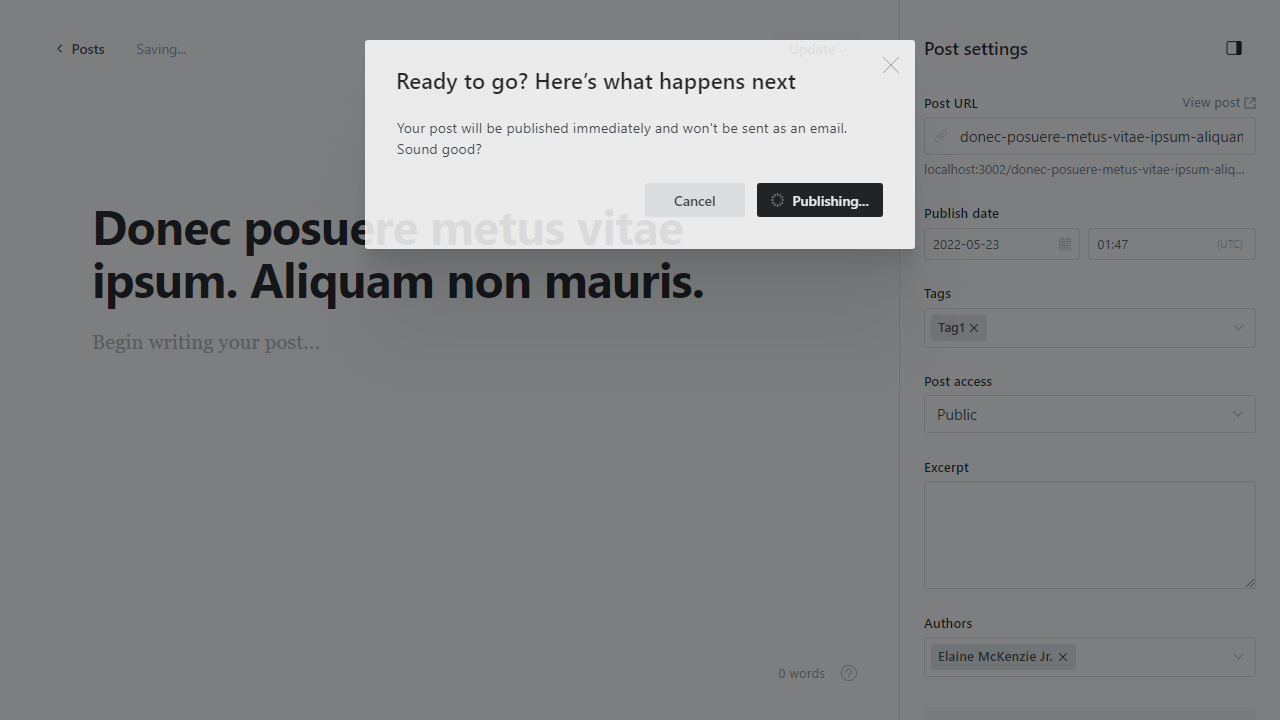 Posts
Saving...
Update
Ready to go? Here's what happens next
Your post will be published immediately and won't be sent as an email.
Sound good?
Cancel
Publishing...
Donec posuere metus vitae
ipsum. Aliquam non mauris.
Begin writing your post...
0 words
?
Post settings
Post URL
View post
donec-posuere-metus-vitae-ipsum-aliquan
localhost:3002/donec-posuere-metus-vitae-ipsum-aliq...
Publish date
2022-05-23
01:47
(UTC)
Tags
Tag1
Post access
Public
Excerpt
Authors
Elaine McKenzie Jr.